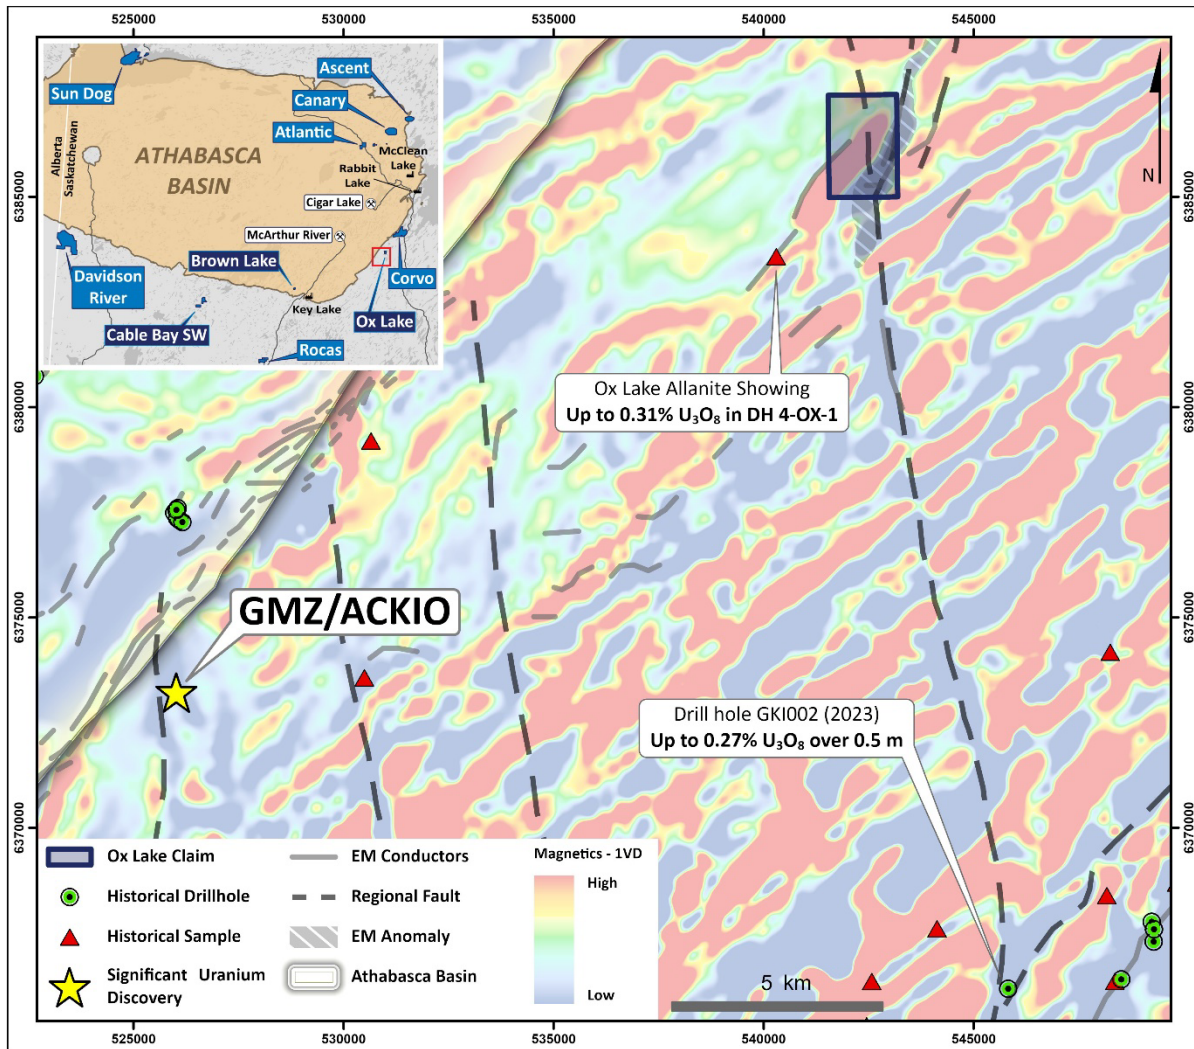 525000
530000
535000
540000
545000
Sun Dog
Ascent
Canary
Atlantic
McClean
Lake
Rabbit
Lake
Cigar Lake
McArthur River
Alberta
Saskatchewan
ATHABASCA
BASIN
Brown Lake
Davidson
River
Corvo
Key Lake
Ox Lake
Cable Bay SW
Rocas
N
6385000
6385000
Ox Lake Allanite Showing
Up to 0.31% U₃O₈ in DH 4-OX-1
6380000
6380000
GMZ/ACKIO
6375000
6375000
Drill hole GKI002 (2023)
Up to 0.27% U₃O₈ over 0.5 m
6370000
6370000
Ox Lake Claim
Historical Drillhole
Historical Sample
Significant Uranium
Discovery
EM Conductors
Regional Fault
EM Anomaly
Athabasca Basin
Magnetics - 1VD
High
Low
5 km
525000
530000
535000
540000
545000